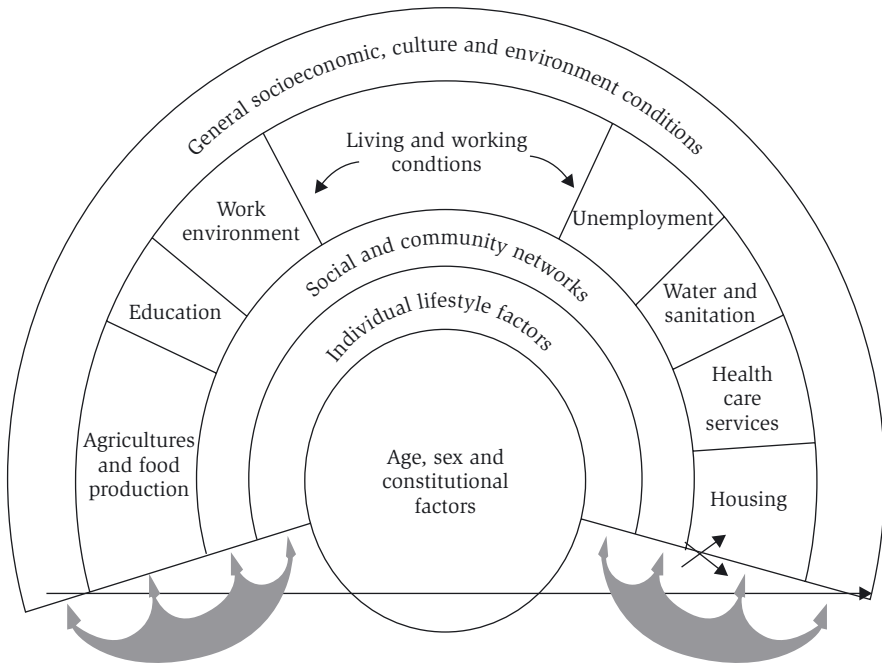 General socioeconomic, culture and environment conditions
Living and working
condtions
Work
environment
Unemployment
Social and community networks
Education
Water and
sanitation
Individual lifestyle factors
Health
care
services
Agricultures
and food
production
Age, sex and
constitutional
factors
Housing